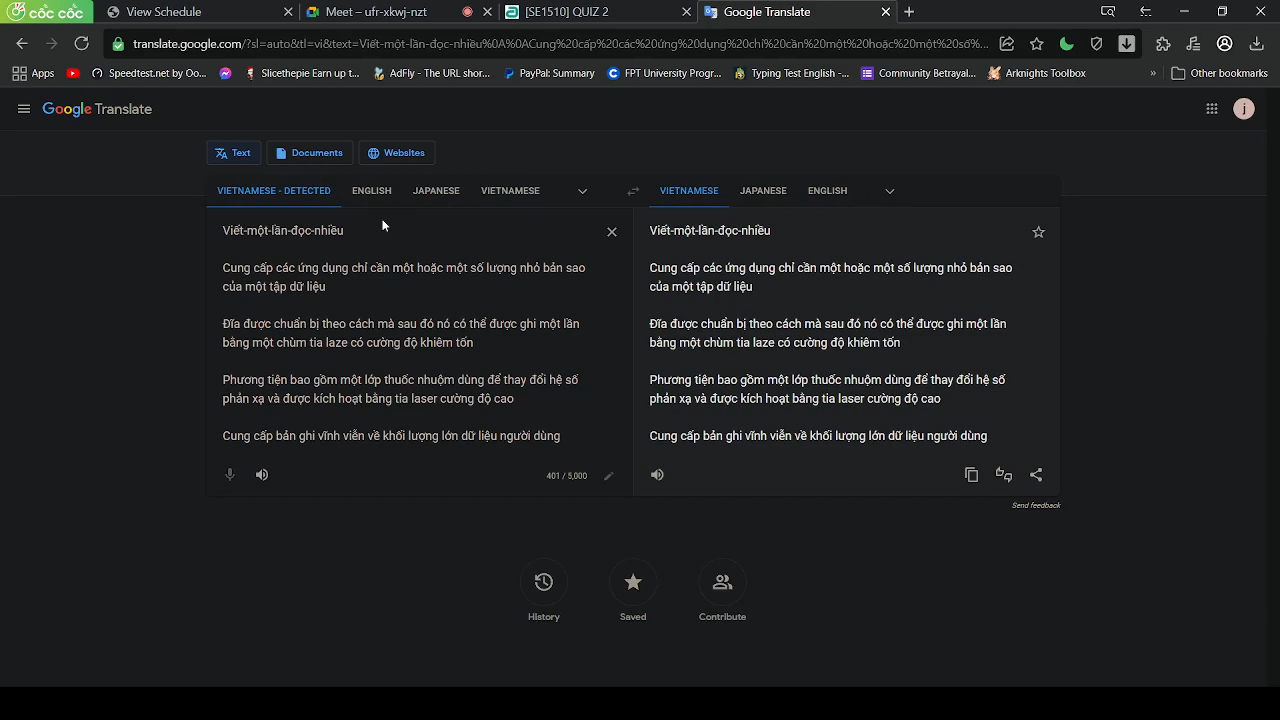 cốc cốc View Schedule Meet – ufr-xkwj-nzt [SE1510] QUIZ 2 Google Translate
translate.google.com/?sl=auto&tl=vi&text=Viết-một-lần-đọc-nhiều%0A%0ACung%20cấp%20các%20ứng%20dụng%20chỉ%20cần%20một%20hoặc%20một%20số%...
Apps Speedtest.net by Oo... Slicethepie Earn up t... AdFly - The URL shor... PayPal: Summary FPT University Progr... Typing Test English -... Community Betrayal... Arknights Toolbox » Other bookmarks
Google Translate j
Text Documents Websites
VIETNAMESE - DETECTED ENGLISH JAPANESE VIETNAMESE VIETNAMESE JAPANESE ENGLISH
Viết-một-lần-đọc-nhiều
Cung cấp các ứng dụng chỉ cần một hoặc một số lượng nhỏ bản sao
của một tập dữ liệu
Đĩa được chuẩn bị theo cách mà sau đó nó có thể được ghi một lần
bằng một chùm tia laze có cường độ khiêm tốn
Phương tiện bao gồm một lớp thuốc nhuộm dùng để thay đổi hệ số
phản xạ và được kích hoạt bằng tia laser cường độ cao
Cung cấp bản ghi vĩnh viễn về khối lượng lớn dữ liệu người dùng
401 / 5,000
Viết-một-lần-đọc-nhiều
Cung cấp các ứng dụng chỉ cần một hoặc một số lượng nhỏ bản sao
của một tập dữ liệu
Đĩa được chuẩn bị theo cách mà sau đó nó có thể được ghi một lần
bằng một chùm tia laze có cường độ khiêm tốn
Phương tiện bao gồm một lớp thuốc nhuộm dùng để thay đổi hệ số
phản xạ và được kích hoạt bằng tia laser cường độ cao
Cung cấp bản ghi vĩnh viễn về khối lượng lớn dữ liệu người dùng
Send feedback
History Saved Contribute